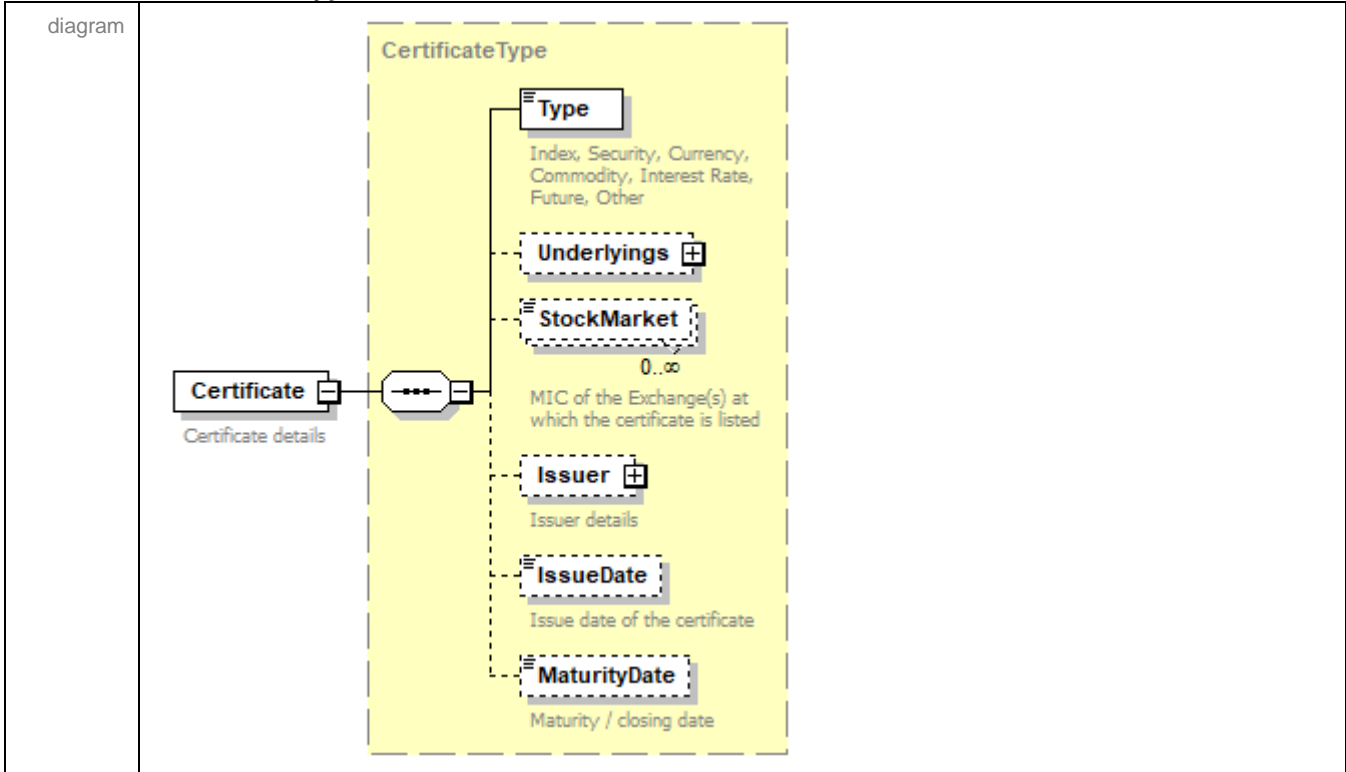 diagram
CertificateType
Type
Index, Security, Currency,
Commodity, Interest Rate,
Future, Other
Underlyings
StockMarket
0..∞
MIC of the Exchange(s) at
which the certificate is listed
Certificate
Certificate details
Issuer
Issuer details
IssueDate
Issue date of the certificate
MaturityDate
Maturity / closing date